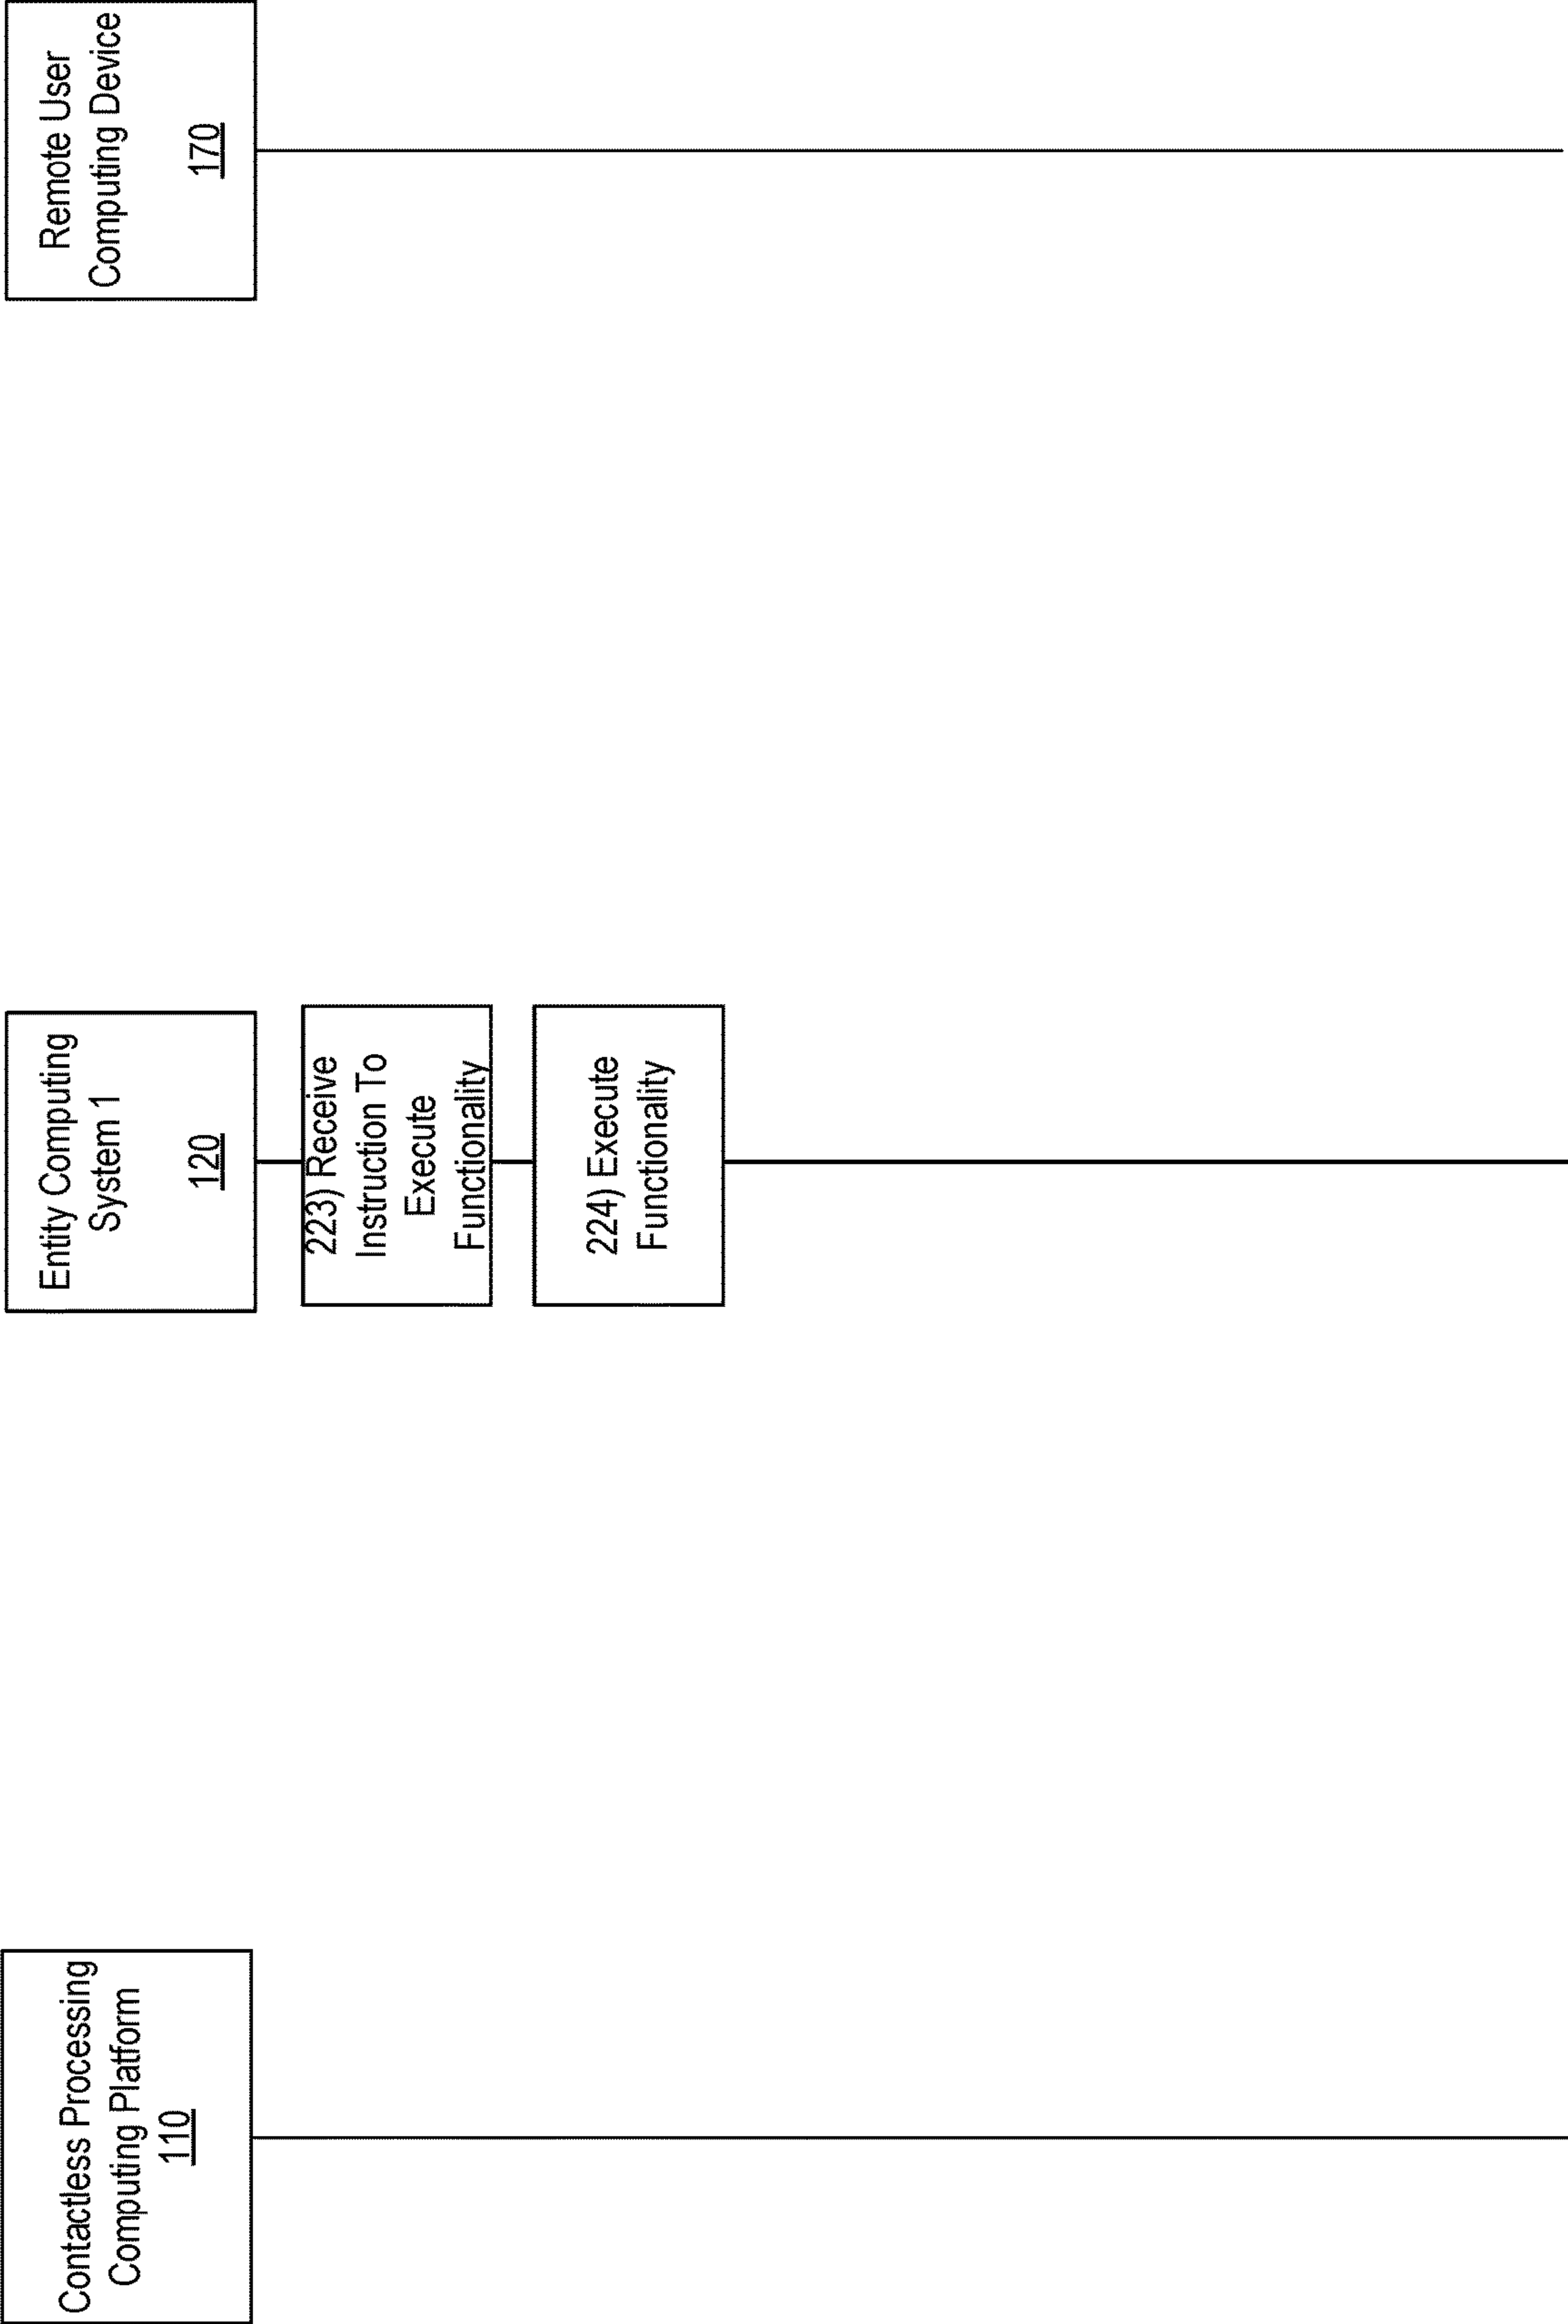 Contactless Processing
Computing Platform
110
Entity Computing
System 1
120
223) Receive
Instruction To
Execute
Functionality
224) Execute
Functionality
Remote User
Computing Device
170